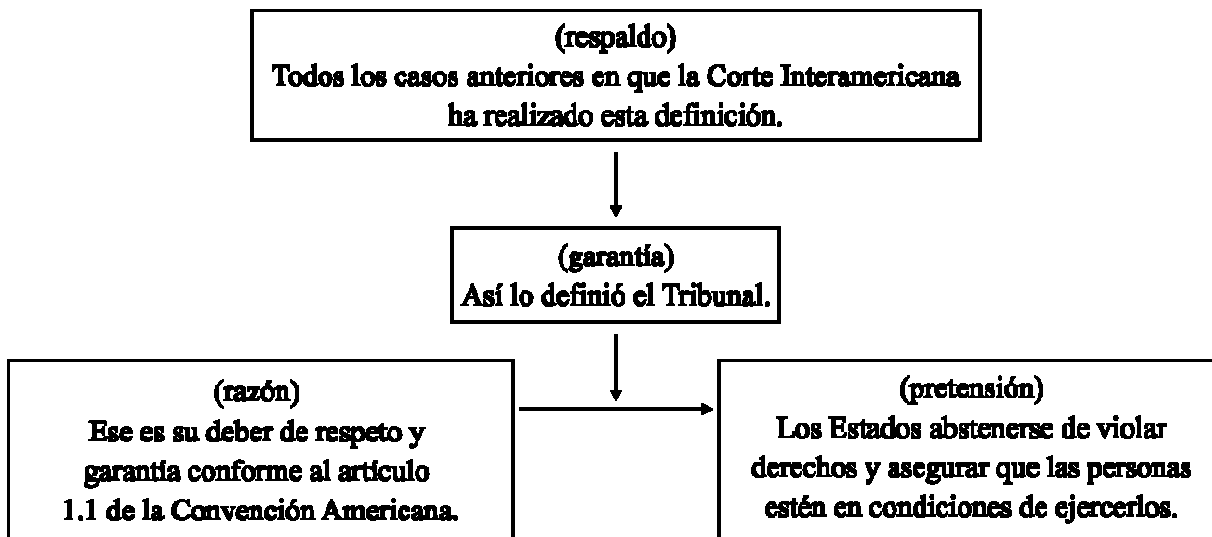 (respaldo)
Todos los casos anteriores en que la Corte Interamericana
ha realizado esta definición.
(garantía)
Así lo definió el Tribunal.
(razón)
Ese es su deber de respeto y
garantía conforme al artículo
1.1 de la Convención Americana.
(pretensión)
Los Estados abstenerse de violar
derechos y asegurar que las personas
estén en condiciones de ejercerlos.